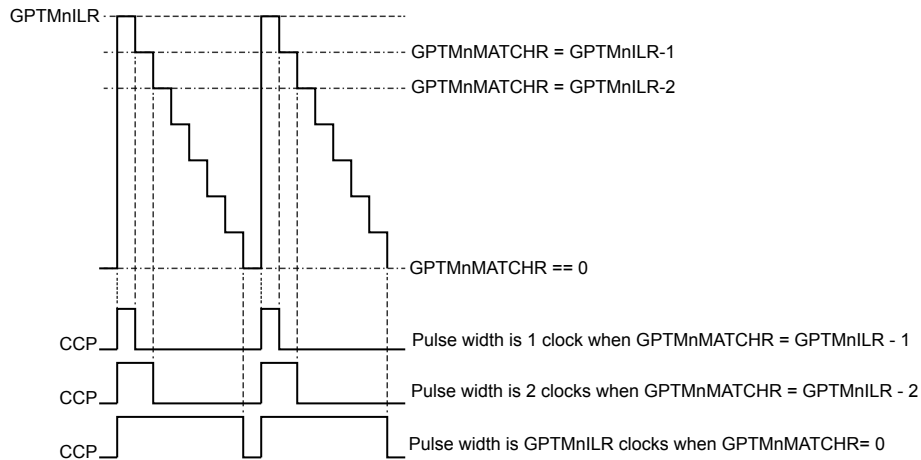 GPTMnILR
GPTMnMATCHR = GPTMnILR-1
GPTMnMATCHR = GPTMnILR-2
GPTMnMATCHR == 0
CCP Pulse width is 1 clock when GPTMnMATCHR = GPTMnILR - 1
CCP Pulse width is 2 clocks when GPTMnMATCHR = GPTMnILR - 2
CCP Pulse width is GPTMnILR clocks when GPTMnMATCHR= 0